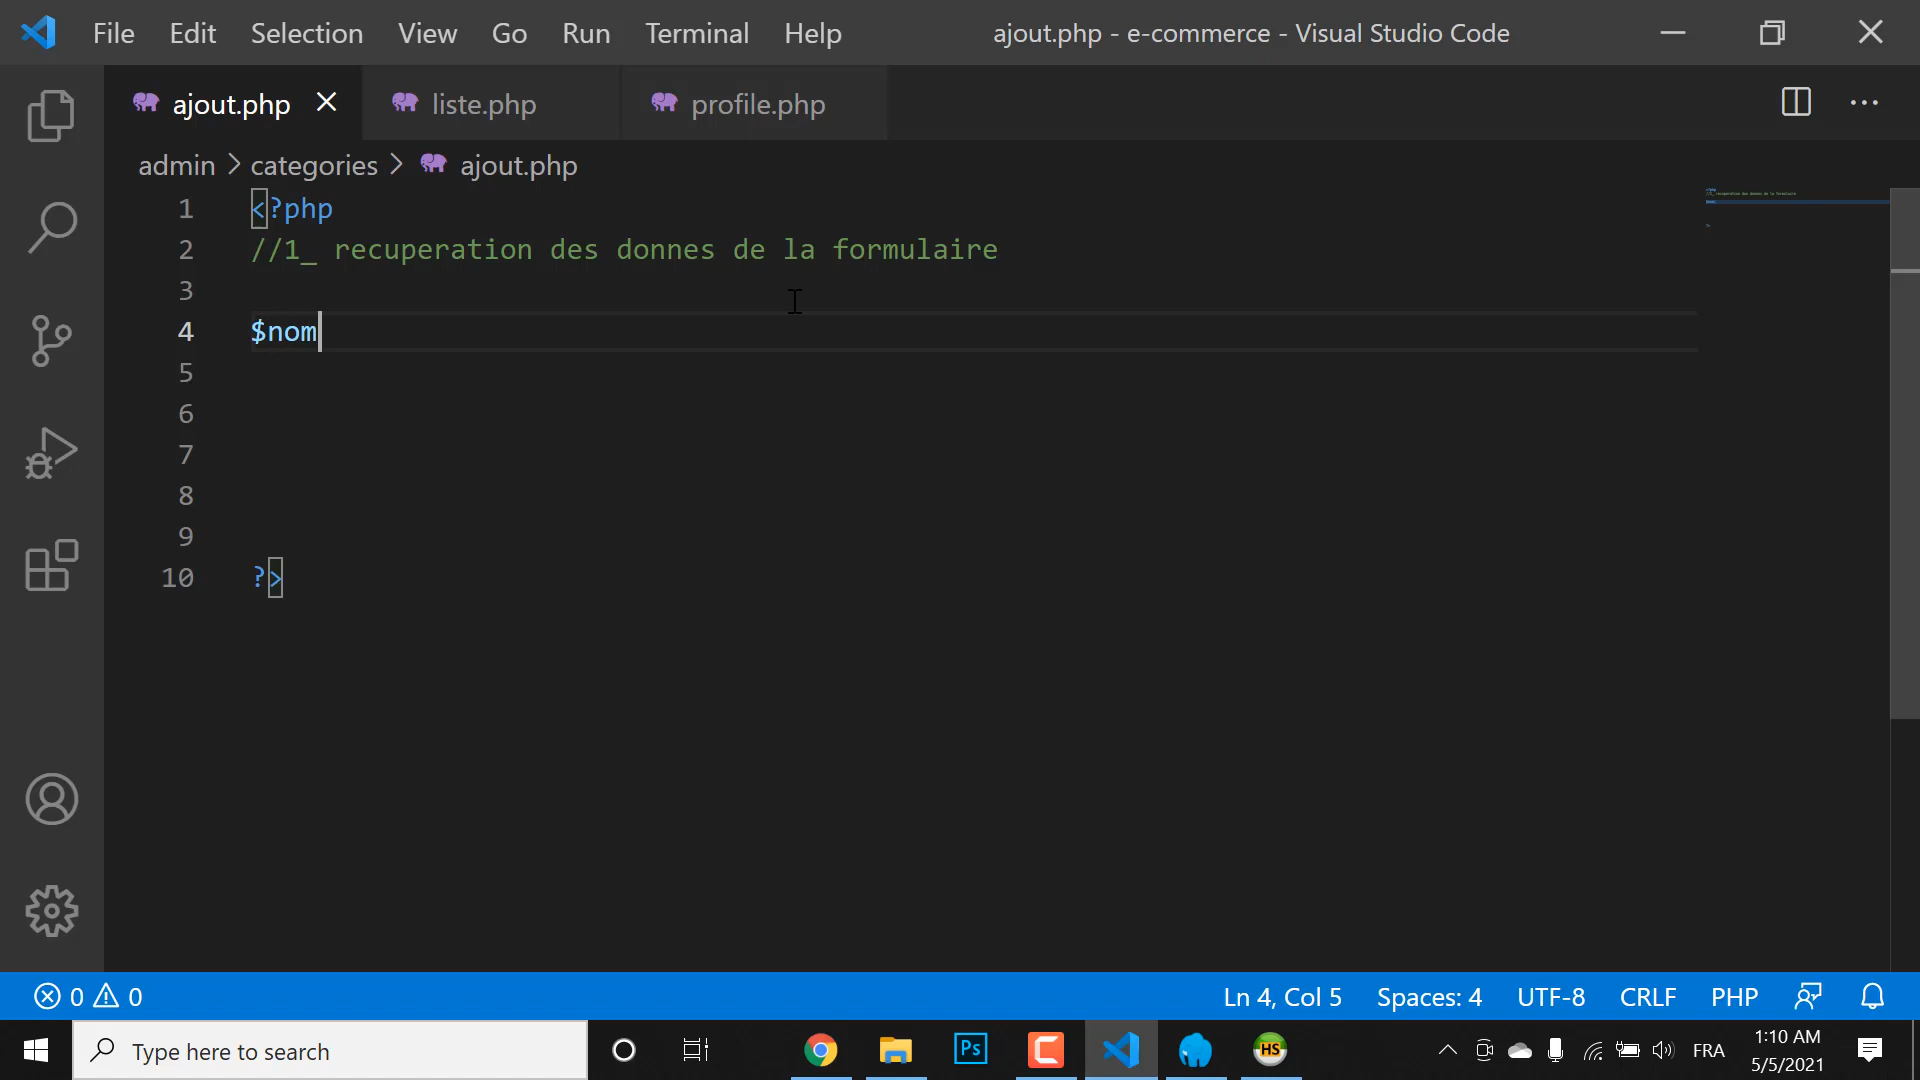 File Edit Selection View Go Run Terminal Help ajout.php - e-commerce - Visual Studio Code
ajout.php liste.php profile.php
admin > categories > ajout.php
1 <?php
2 //1_ recuperation des donnes de la formulaire
3
4 $nom
5
6
7
8
9
10 ?>
0 0 Ln 4, Col 5 Spaces: 4 UTF-8 CRLF PHP
Type here to search Ps HS FRA 1:10 AM
5/5/2021